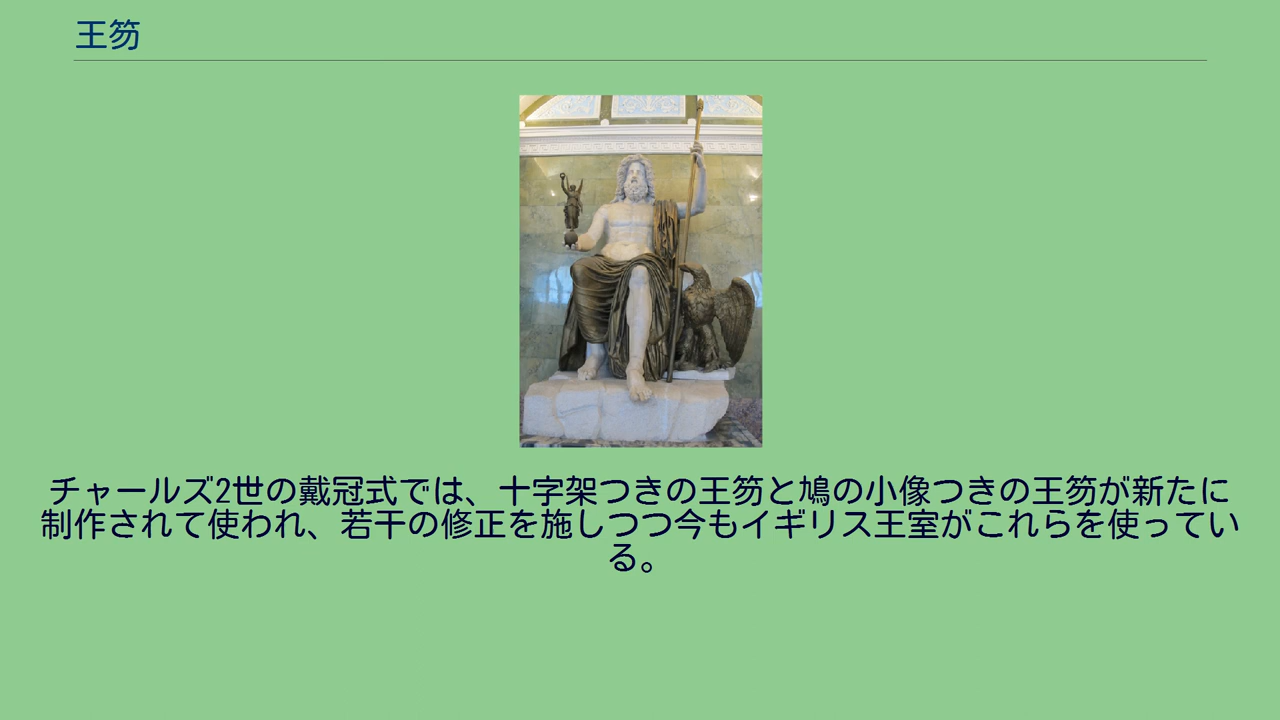 王笏
チャールズ2世の戴冠式では、十字架つきの王笏と鳩の小像つきの王笏が新たに
制作されて使われ、若干の修正を施しつつ今もイギリス王室がこれらを使ってい
る。